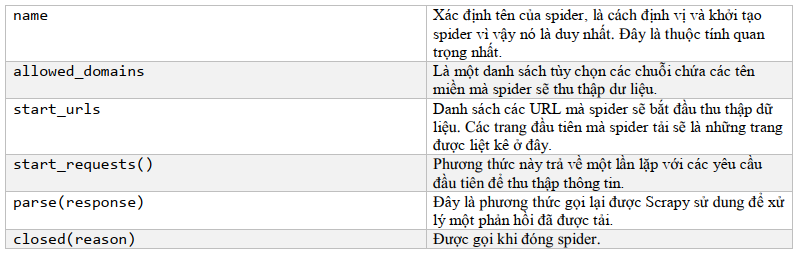 name
Xác định tên của spider, là cách định vị và khởi tạo
spider vì vậy nó là duy nhất. Đây là thuộc tính quan
trọng nhất.
allowed_domains
Là một danh sách tùy chọn các chuỗi chứa các tên
miền mà spider sẽ thu thập dư liệu.
start_urls
Danh sách các URL mà spider sẽ bắt đầu thu thập dữ
liệu. Các trang đầu tiên mà spider tải sẽ là những trang
được liệt kê ở đây.
start_requests()
Phương thức này trả về một lần lặp với các yêu cầu
đầu tiên để thu thập thông tin.
parse(response)
Đây là phương thức gọi lại được Scrapy sử dung để xử
lý một phản hồi đã được tải.
closed(reason)
Được gọi khi đóng spider.